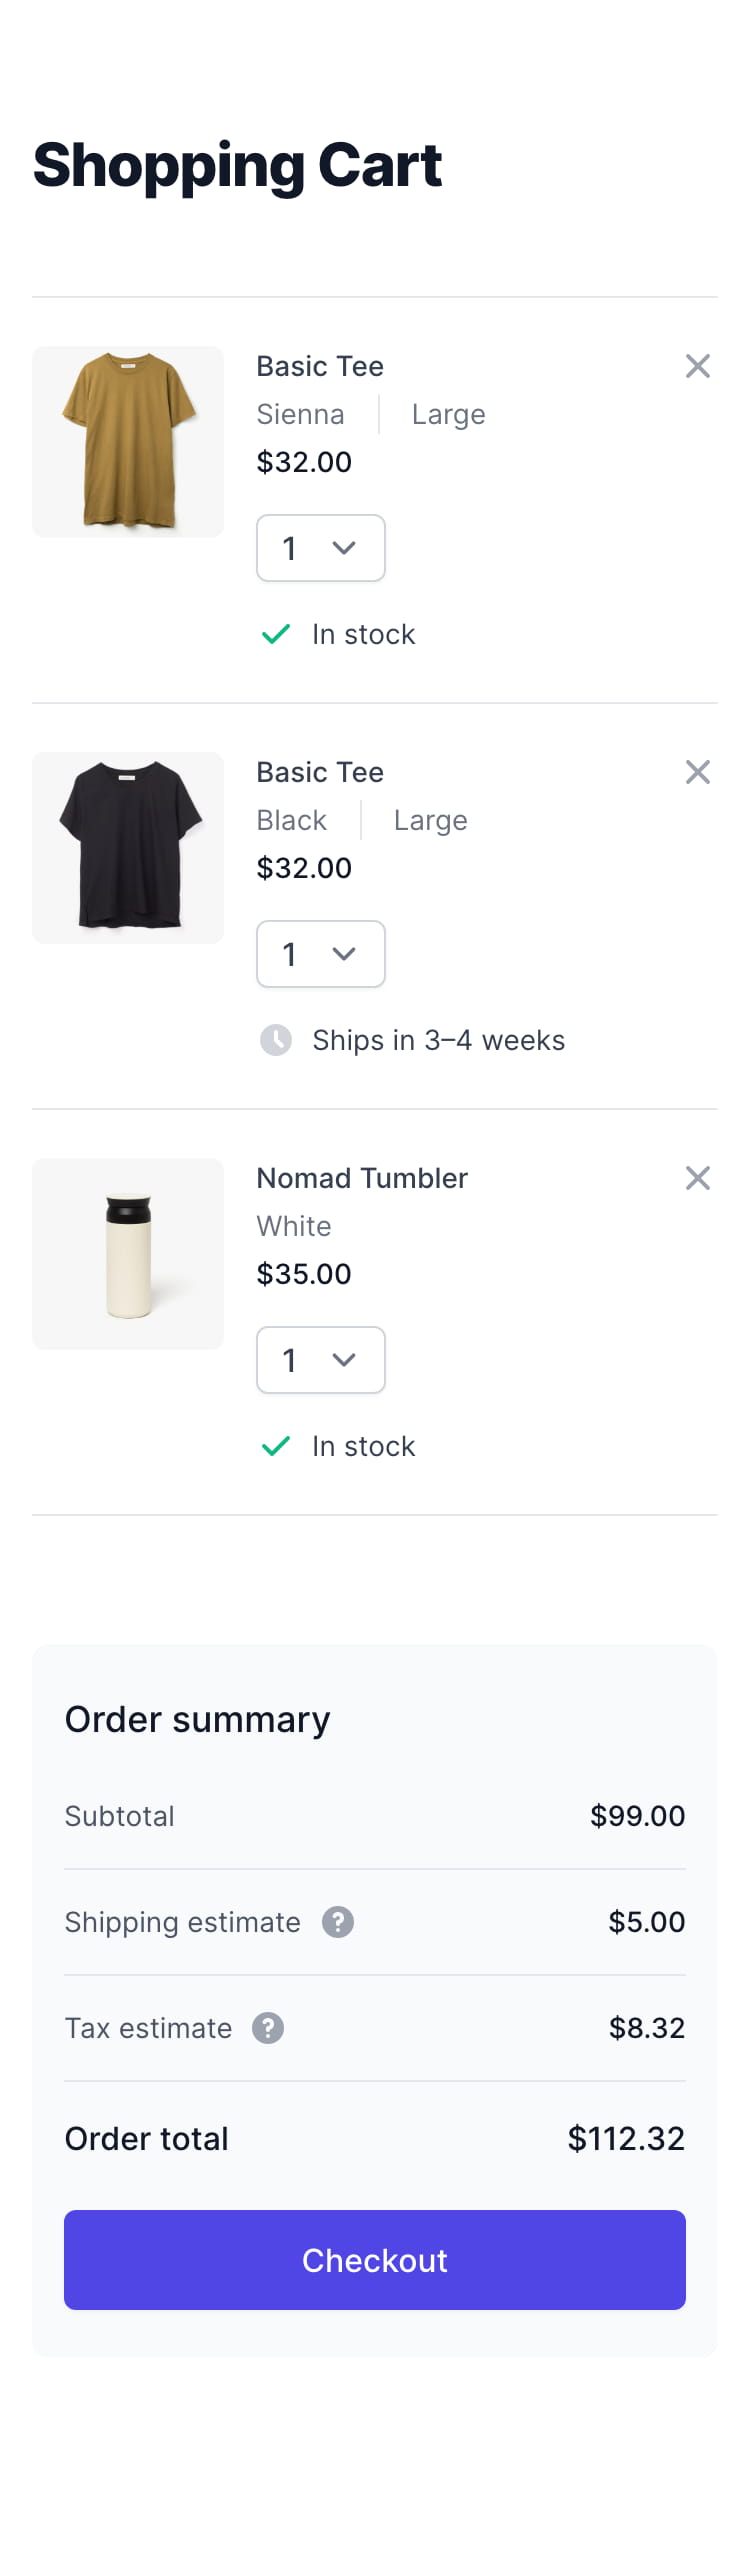 Shopping Cart
Basic Tee
Sienna Large
$32.00
1
In stock
Basic Tee
Black Large
$32.00
1
Ships in 3–4 weeks
Nomad Tumbler
White
$35.00
1
In stock
Order summary
Subtotal $99.00
Shipping estimate ? $5.00
Tax estimate ? $8.32
Order total $112.32
Checkout